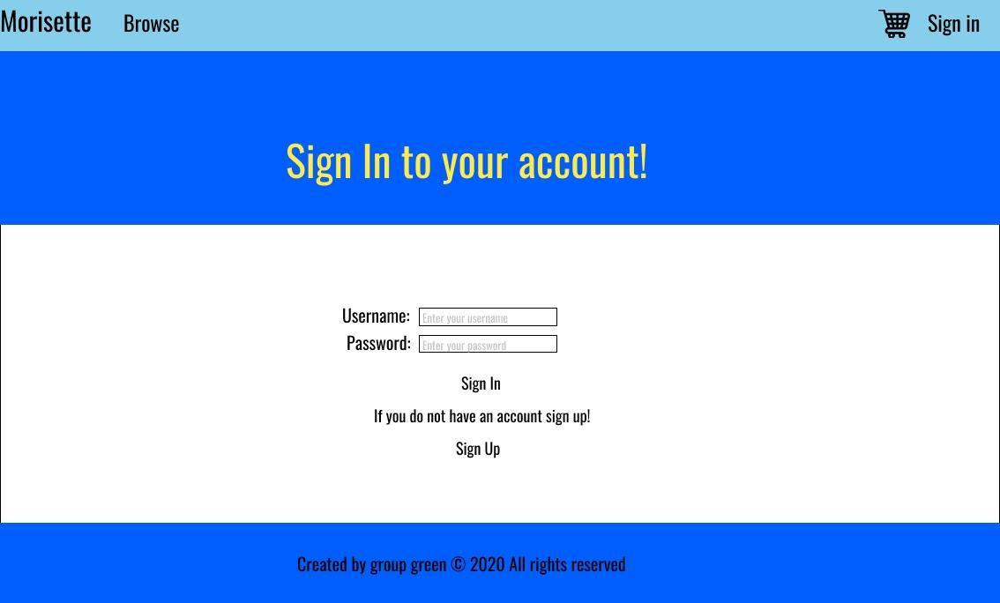 Morisette Browse Sign in
Sign In to your account!
Username: Enter your username
Password: Enter your password
Sign In
If you do not have an account sign up!
Sign Up
Created by group green © 2020 All rights reserved